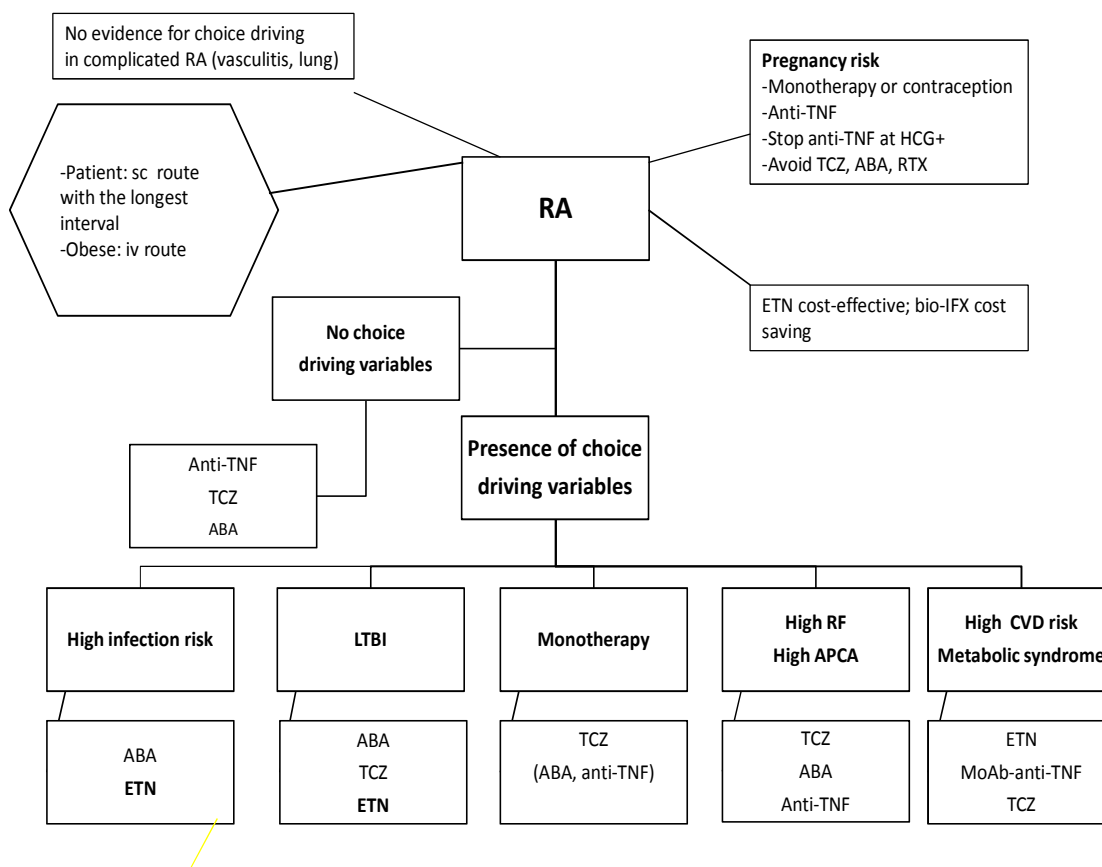 No evidence for choice driving
in complicated RA (vasculitis, lung)
Pregnancy risk
-Monotherapy or contraception
-Anti-TNF
-Stop anti-TNF at HCG+
-Avoid TCZ, ABA, RTX
-Patient: sc route
with the longest
interval
-Obese: iv route
RA
ETN cost-effective; bio-IFX cost
saving
No choice
driving variables
Anti-TNF
TCZ
ABA
Presence of choice
driving variables
High infection risk
LTBI
Monotherapy
High RF
High APCA
High CVD risk
Metabolic syndrome
ABA
ETN
ABA
TCZ
ETN
TCZ
(ABA, anti-TNF)
TCZ
ABA
Anti-TNF
ETN
MoAb-anti-TNF
TCZ